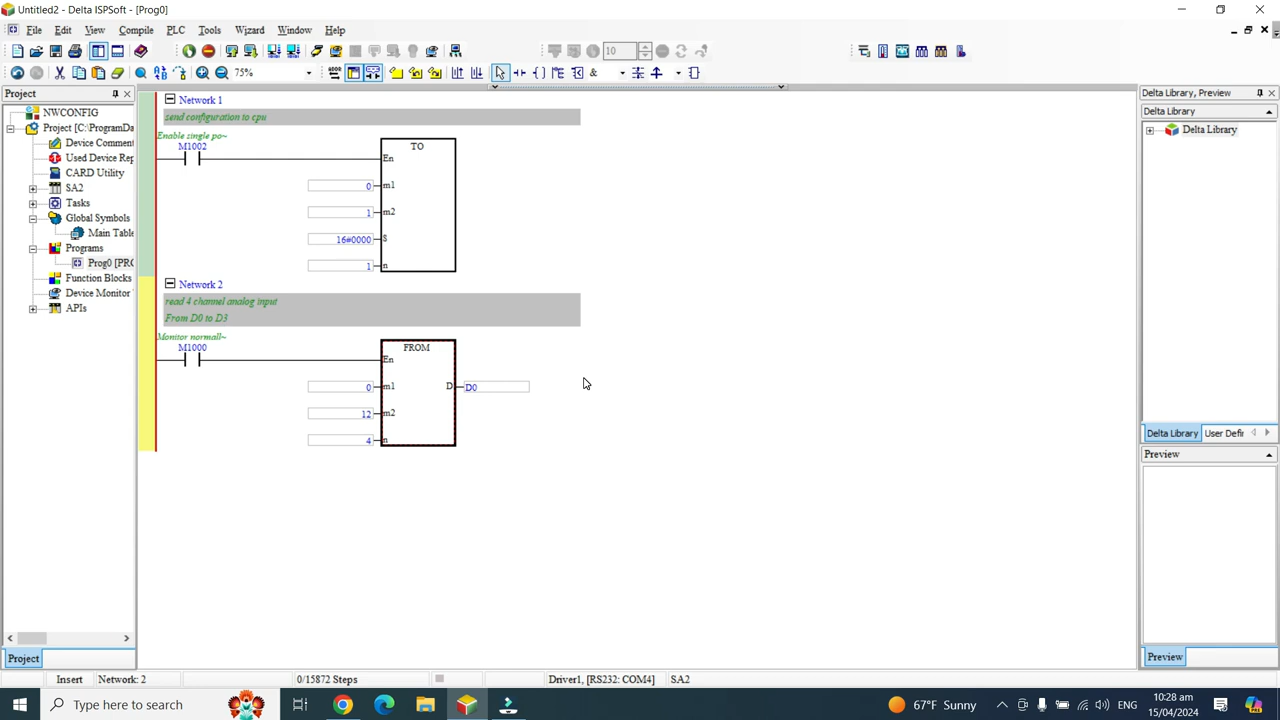 Untitled2 - Delta ISPSoft - [Prog0]
File Edit View Compile PLC Tools Wizard Window Help
10
75%
&
Project
NWCONFIG
Project [C:\ProgramDa
Device Commen
Used Device Rep
CARD Utility
SA2
Tasks
Global Symbols
Main Table
Programs
Prog0 [PRO
Function Blocks
Device Monitor
APIs
Project
Network 1
send configuration to cpu
Enable single po~
M1002
TO
En
0 m1
1 m2
16#0000 S
1 n
Network 2
read 4 channel analog input
From D0 to D3
Monitor normall~
M1000
FROM
En
0 m1 D D0
12 m2
4 n
Delta Library, Preview
Delta Library
Delta Library
Delta Library User Defin
Preview
Preview
Insert Network: 2 0/15872 Steps Driver1, [RS232: COM4] SA2
Type here to search
67°F Sunny
ENG
10:28 am
15/04/2024